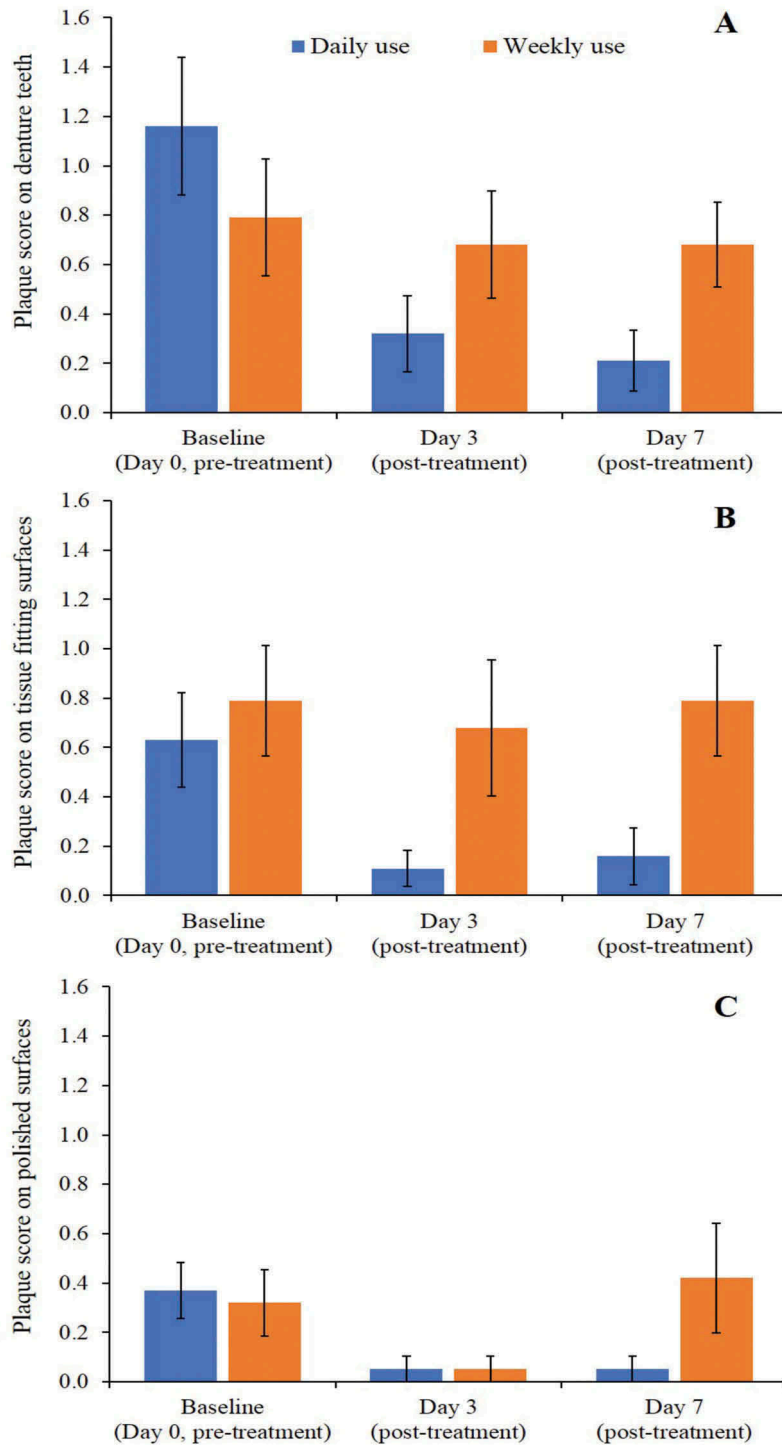 A
Daily use Weekly use
Plaque score on denture teeth
1.6
1.4
1.2
1.0
0.8
0.6
0.4
0.2
0.0
Baseline
(Day 0, pre-treatment)
Day 3
(post-treatment)
Day 7
(post-treatment)
B
Plaque score on tissue fitting surfaces
1.6
1.4
1.2
1.0
0.8
0.6
0.4
0.2
0.0
Baseline
(Day 0, pre-treatment)
Day 3
(post-treatment)
Day 7
(post-treatment)
C
Plaque score on polished surfaces
1.6
1.4
1.2
1.0
0.8
0.6
0.4
0.2
0.0
Baseline
(Day 0, pre-treatment)
Day 3
(post-treatment)
Day 7
(post-treatment)